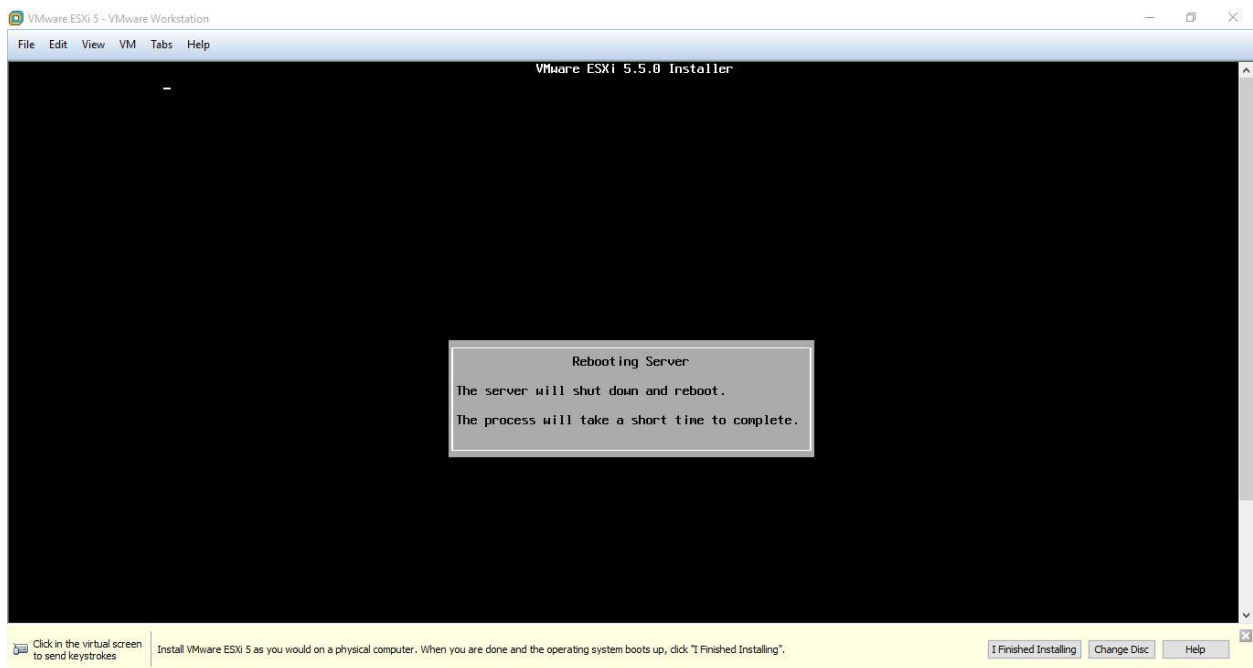 VMware ESXi 5 - VMware Workstation
File Edit View VM Tabs Help
VMware ESXi 5.5.0 Installer
Rebooting Server
The server will shut down and reboot.
The process will take a short time to complete.
Click in the virtual screen
to send keystrokes
Install VMware ESXi 5 as you would on a physical computer. When you are done and the operating system boots up, click "I Finished Installing".
I Finished Installing Change Disc Help